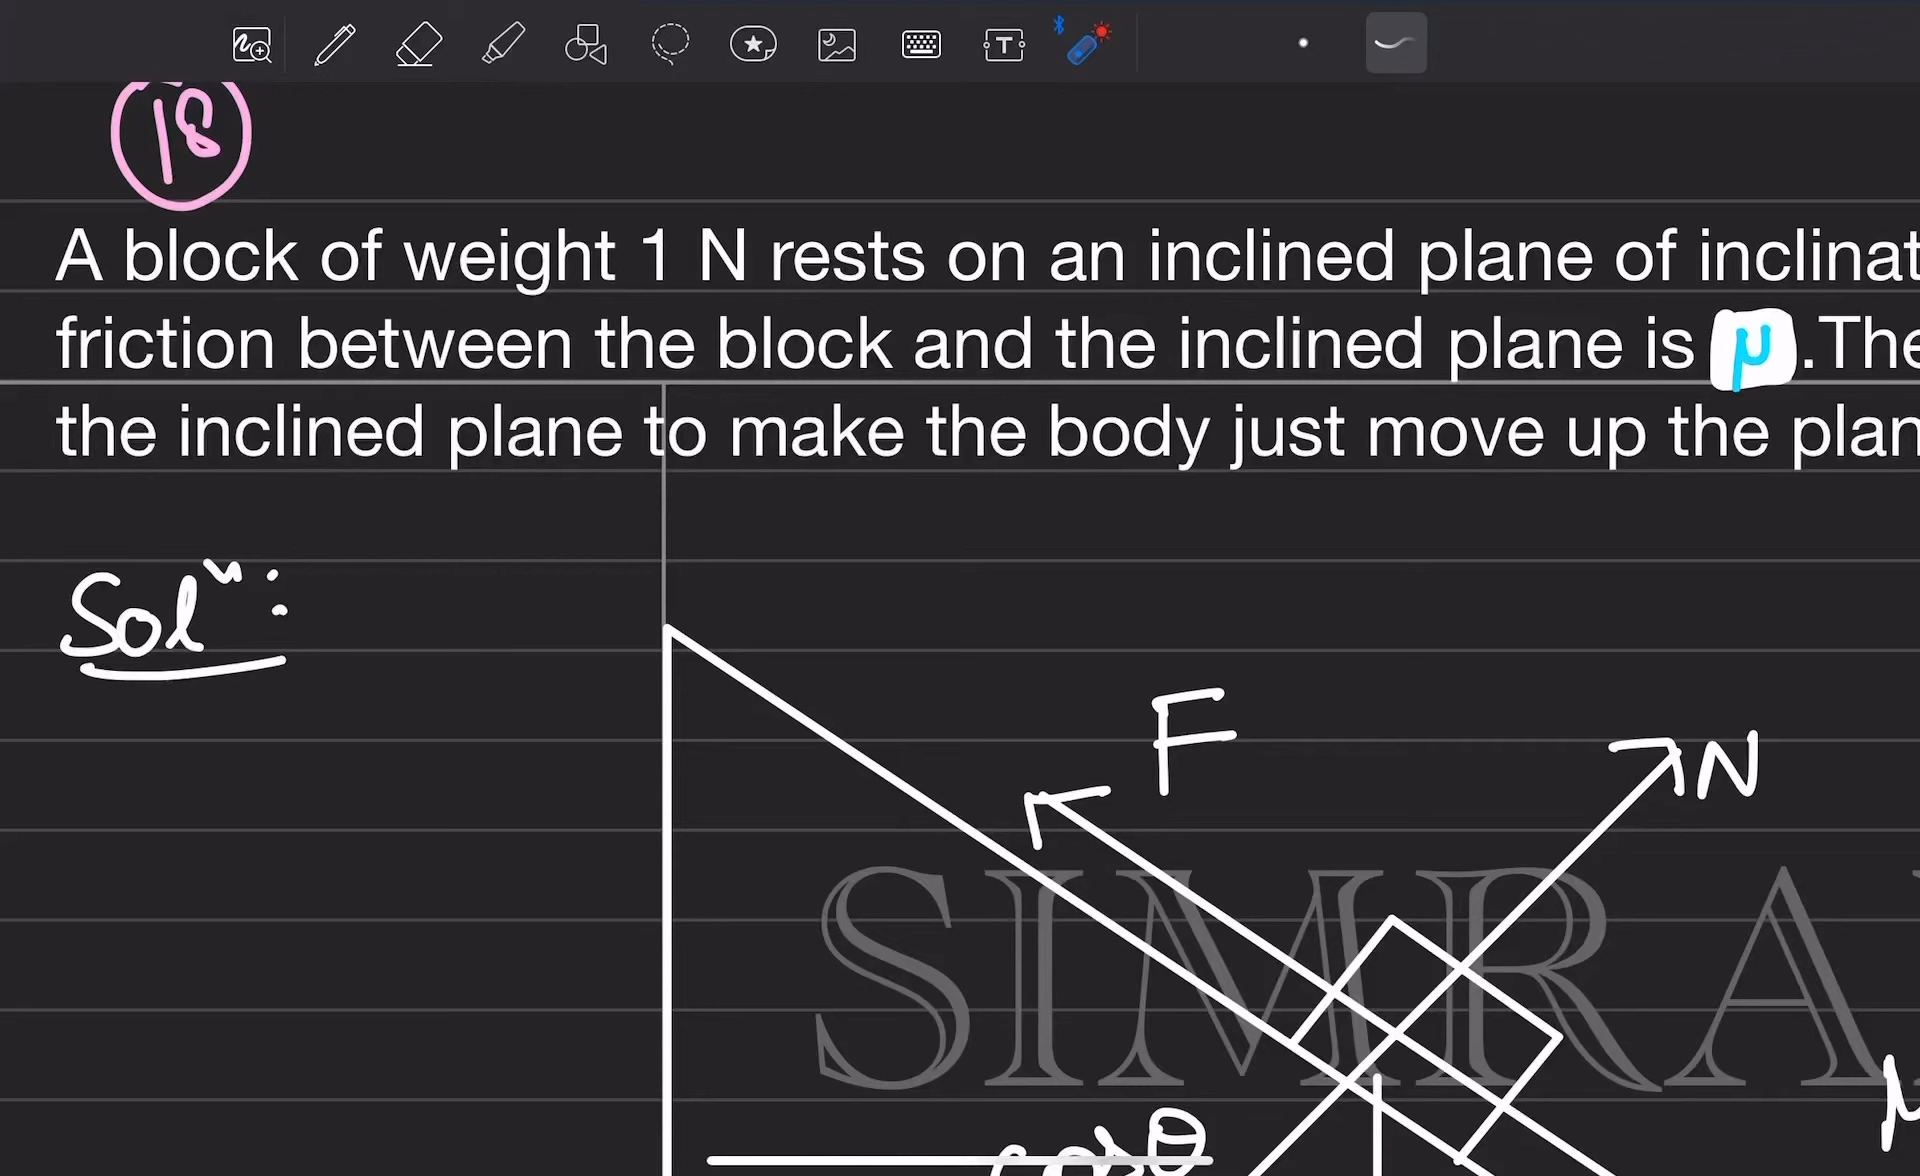 18
A block of weight 1 N rests on an inclined plane of inclinat
friction between the block and the inclined plane is μ.The
the inclined plane to make the body just move up the plan
Solⁿ:
F
N
SIMRA
cosθ